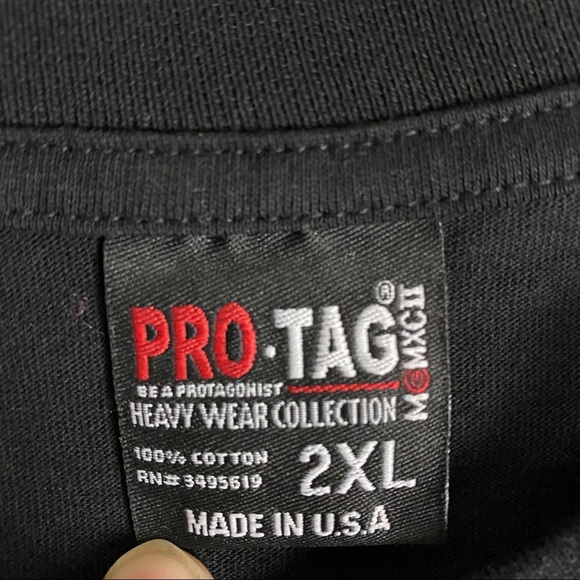 PRO·TAG®
BE A PROTAGONIST
HEAVY WEAR COLLECTION
MCMXCII
100% COTTON
RN# 3495619
2XL
MADE IN U.S.A